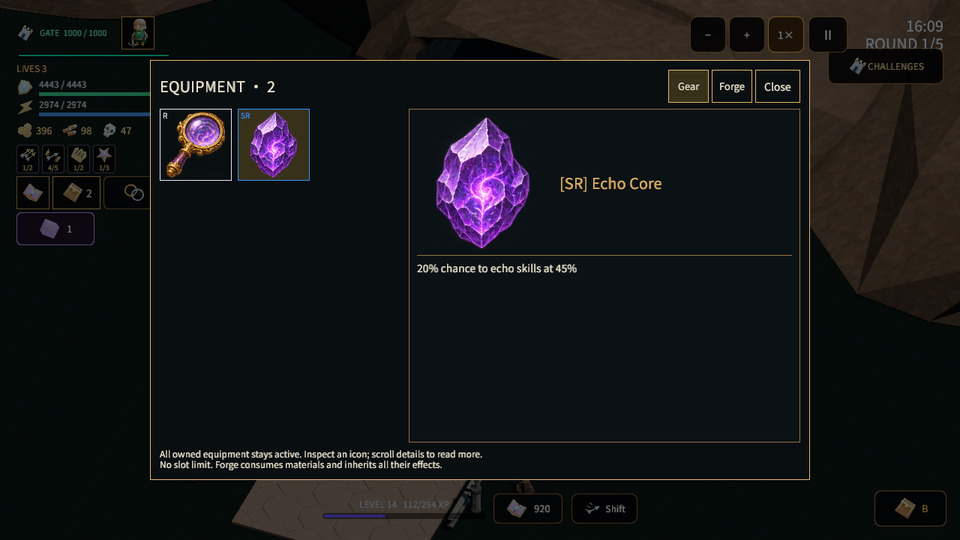 GATE 1000 / 1000
LIVES 3
4443 / 4443
2974 / 2974
396
98
47
1/2
4/5
1/2
1/3
2
1
−
+
1×
16:09
ROUND 1/5
CHALLENGES
EQUIPMENT • 2
Gear
Forge
Close
R
SR
[SR] Echo Core
20% chance to echo skills at 45%
All owned equipment stays active. Inspect an icon; scroll details to read more.
No slot limit. Forge consumes materials and inherits all their effects.
LEVEL 14 112/294 XP
920
Shift
B